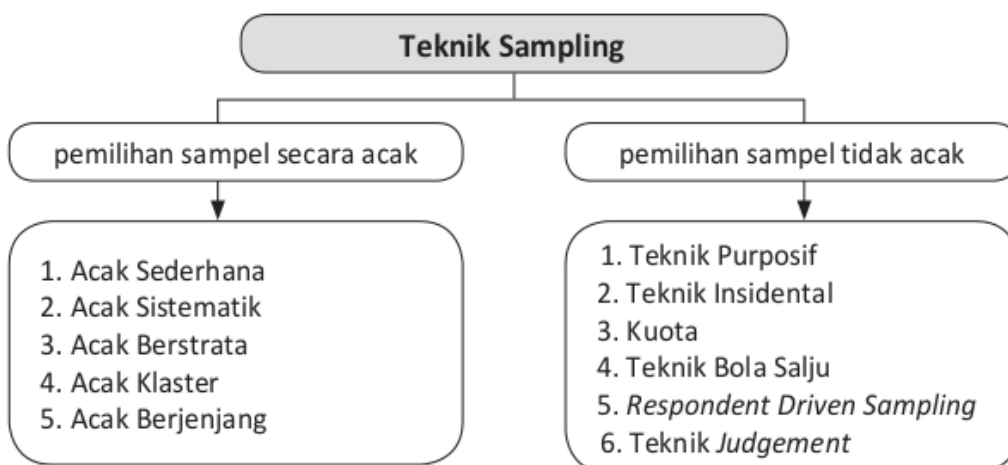 Teknik Sampling
pemilihan sampel secara acak
1. Acak Sederhana
2. Acak Sistematik
3. Acak Berstrata
4. Acak Klaster
5. Acak Berjenjang
pemilihan sampel tidak acak
1. Teknik Purposif
2. Teknik Insidental
3. Kuota
4. Teknik Bola Salju
5. Respondent Driven Sampling
6. Teknik Judgement